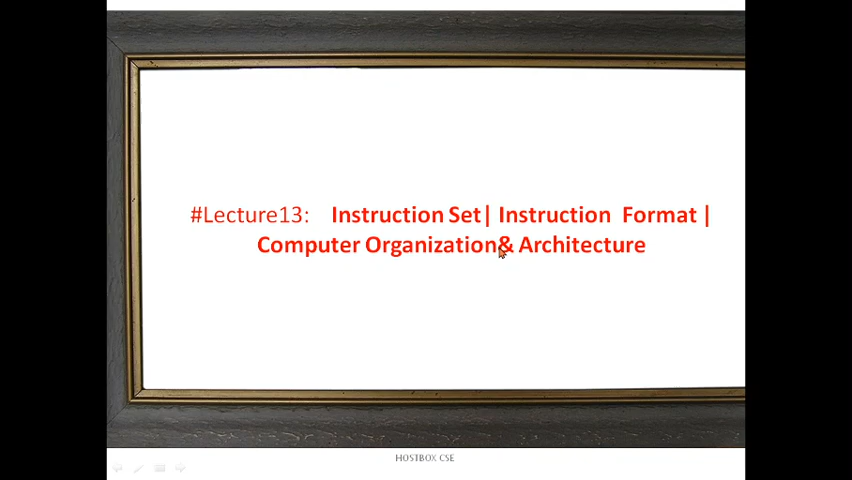 #Lecture13: Instruction Set| Instruction Format |
Computer Organization& Architecture
HOSTBOX CSE